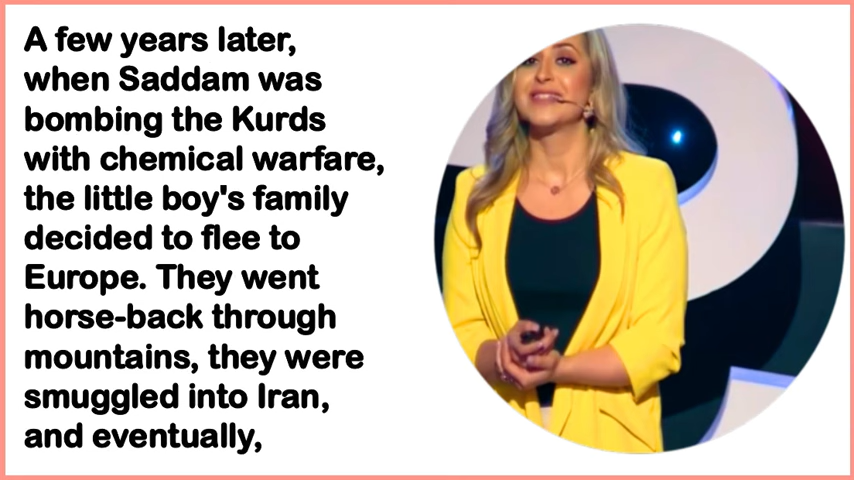 A few years later,
when Saddam was
bombing the Kurds
with chemical warfare,
the little boy's family
decided to flee to
Europe. They went
horse-back through
mountains, they were
smuggled into Iran,
and eventually,